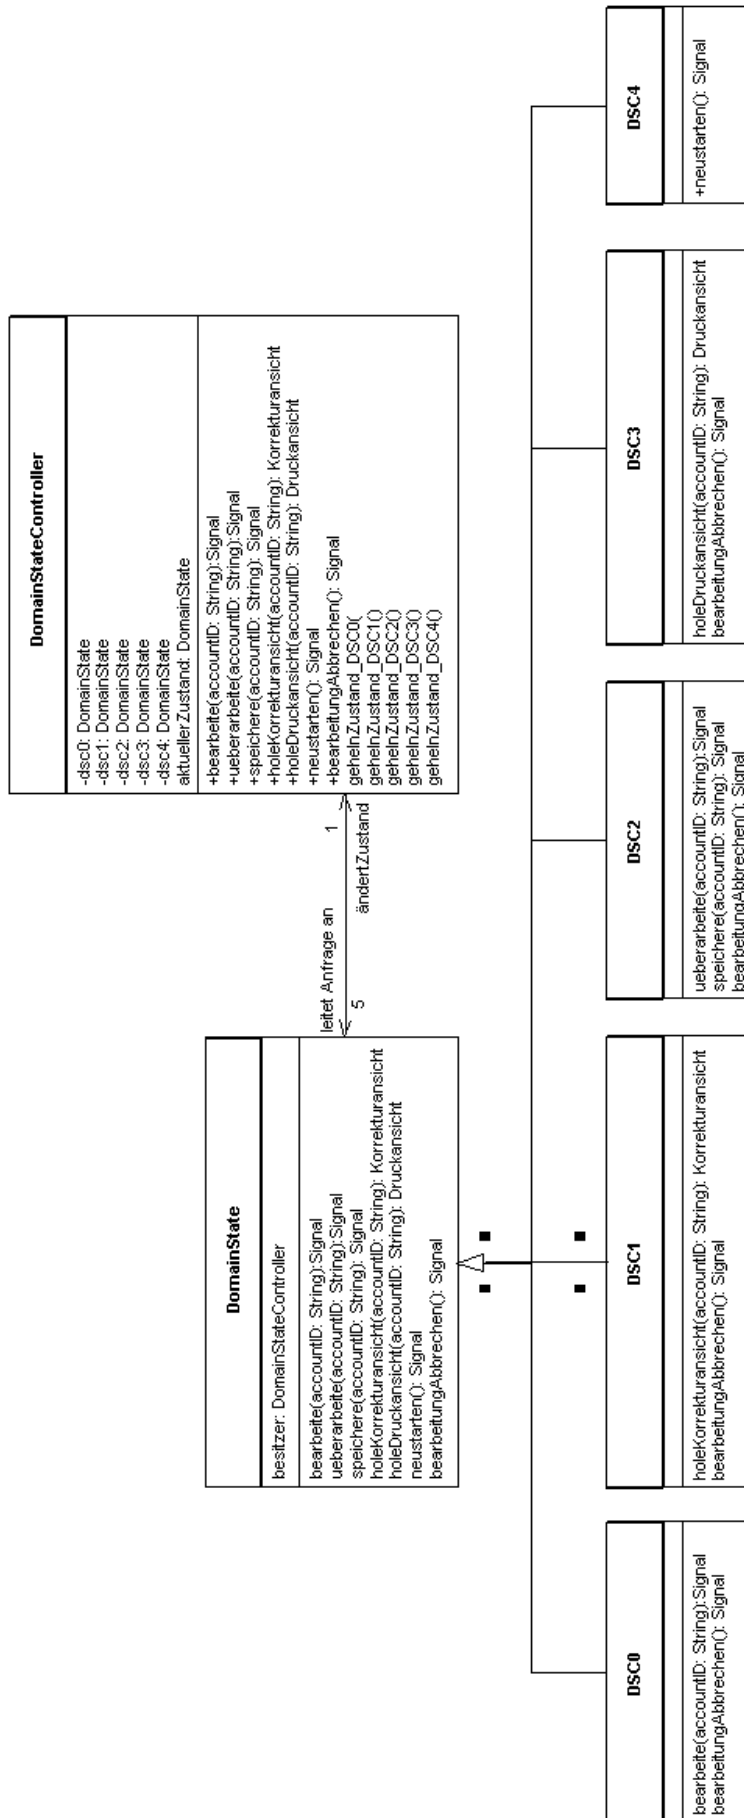 DomainStateController
-dsc0: DomainState
-dsc1: DomainState
-dsc2: DomainState
-dsc3: DomainState
-dsc4: DomainState
aktuellerZustand: DomainState
+bearbeite(accountID: String):Signal
+ueberarbeite(accountID: String):Signal
+speichere(accountID: String): Signal
+holeKorrekturansicht(accountID: String): Korrekturansicht
+holeDruckansicht(accountID: String): Druckansicht
+neustarten(): Signal
+bearbeitungAbbrechen(): Signal
geheInZustand_DSC0(
geheInZustand_DSC1()
geheInZustand_DSC2()
geheInZustand_DSC3()
geheInZustand_DSC4()
leitet Anfrage an
1
5
ändertZustand
DomainState
besitzer: DomainStateController
bearbeite(accountID: String):Signal
ueberarbeite(accountID: String):Signal
speichere(accountID: String): Signal
holeKorrekturansicht(accountID: String): Korrekturansicht
holeDruckansicht(accountID: String): Druckansicht
neustarten(): Signal
bearbeitungAbbrechen(): Signal
DSC0
bearbeite(accountID: String):Signal
bearbeitungAbbrechen(): Signal
DSC1
holeKorrekturansicht(accountID: String): Korrekturansicht
bearbeitungAbbrechen(): Signal
DSC2
ueberarbeite(accountID: String):Signal
speichere(accountID: String): Signal
bearbeitungAbbrechen(): Signal
DSC3
holeDruckansicht(accountID: String): Druckansicht
bearbeitungAbbrechen(): Signal
DSC4
+neustarten(): Signal